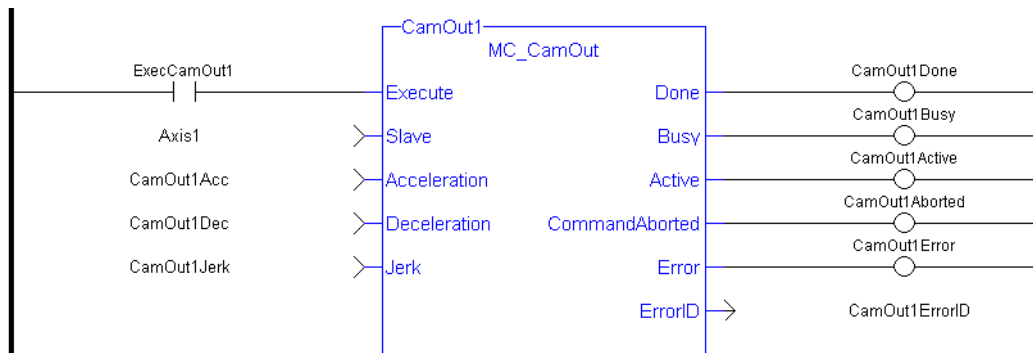 CamOut1
MC_CamOut
ExecCamOut1
Execute
Done
CamOut1Done
Axis1
Slave
Busy
CamOut1Busy
CamOut1Acc
Acceleration
Active
CamOut1Active
CamOut1Dec
Deceleration
CommandAborted
CamOut1Aborted
CamOut1Jerk
Jerk
Error
CamOut1Error
ErrorID
CamOut1ErrorID